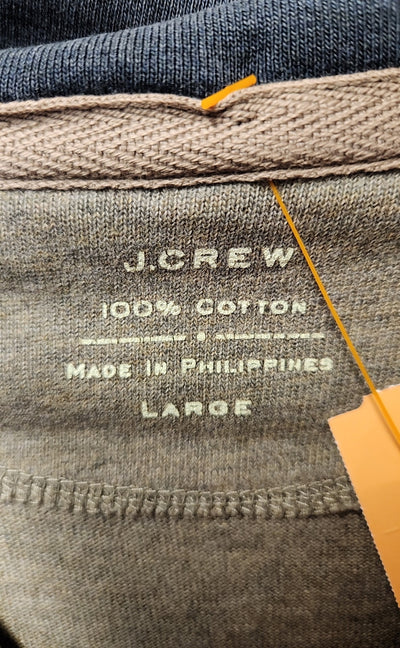 J.CREW
100% COTTON
MADE IN PHILIPPINES
LARGE